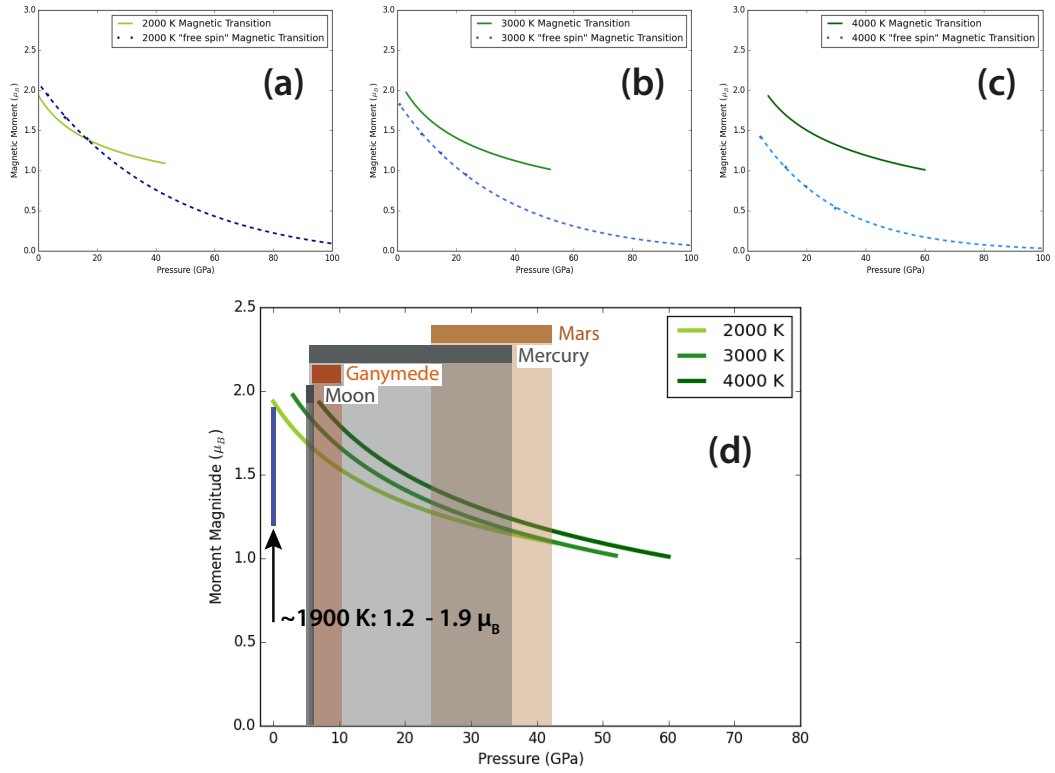 3.0
2.5
2.0
1.5
1.0
0.5
0.0
0
20
40
60
80
100
Magnetic Moment (μB)
Pressure (GPa)
2000 K Magnetic Transition
2000 K "free spin" Magnetic Transition
(a)
3.0
2.5
2.0
1.5
1.0
0.5
0.0
0
20
40
60
80
100
Magnetic Moment (μB)
Pressure (GPa)
3000 K Magnetic Transition
3000 K "free spin" Magnetic Transition
(b)
3.0
2.5
2.0
1.5
1.0
0.5
0.0
0
20
40
60
80
100
Magnetic Moment (μB)
Pressure (GPa)
4000 K Magnetic Transition
4000 K "free spin" Magnetic Transition
(c)
2.5
2.0
1.5
1.0
0.5
0.0
Moment Magnitude (μB)
Mars
Mercury
Ganymede
Moon
2000 K
3000 K
4000 K
(d)
~1900 K: 1.2 - 1.9 μB
0
10
20
30
40
50
60
70
80
Pressure (GPa)